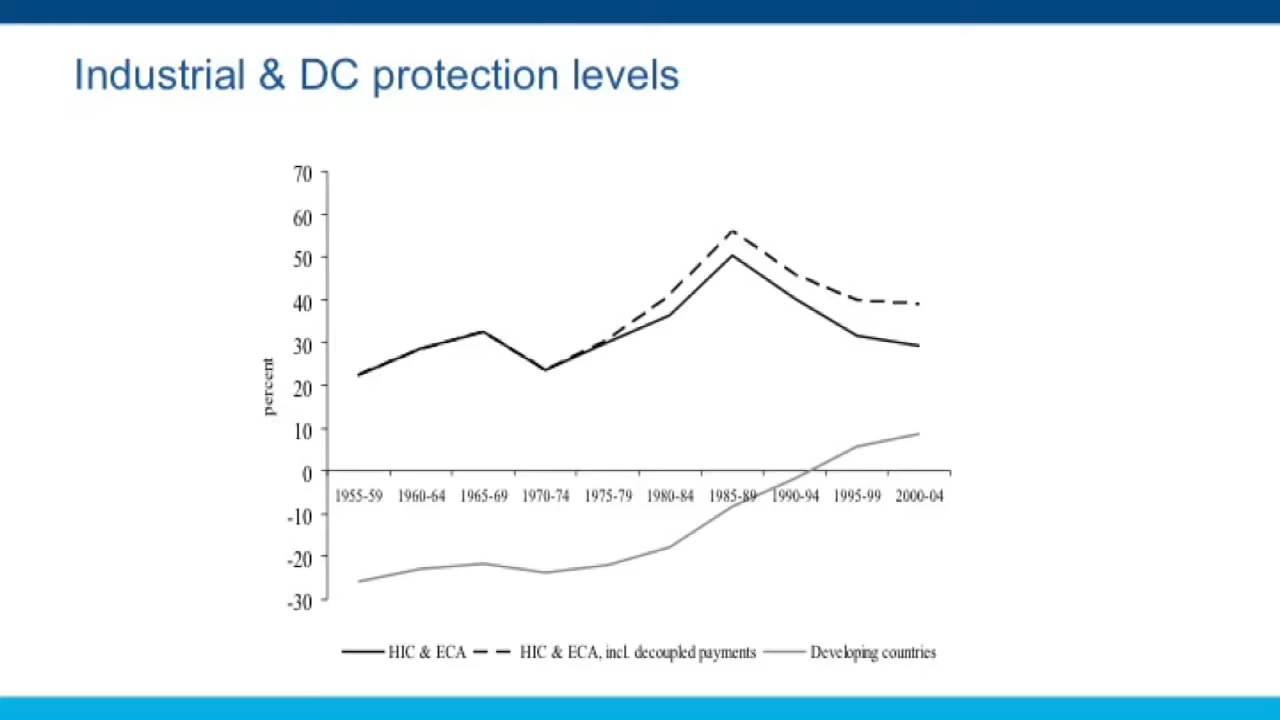 Industrial & DC protection levels
70
60
50
40
30
20
10
0
-10
-20
-30
percent
1955-59 1960-64 1965-69 1970-74 1975-79 1980-84 1985-89 1990-94 1995-99 2000-04
HIC & ECA HIC & ECA, incl. decoupled payments Developing countries